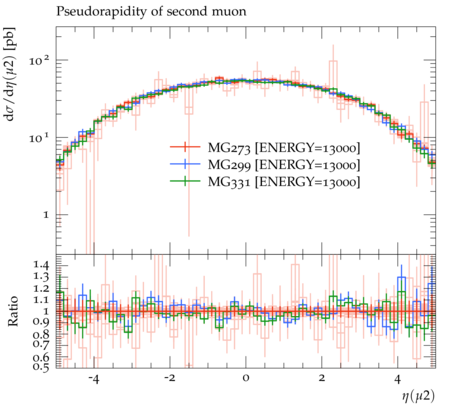 Pseudorapidity of second muon
dσ/dη(μ2) [pb]
10²
10¹
1
MG273 [ENERGY=13000]
MG299 [ENERGY=13000]
MG331 [ENERGY=13000]
Ratio
1.4
1.3
1.2
1.1
1
0.9
0.8
0.7
0.6
0.5
-4 -2 0 2 4
η(μ2)